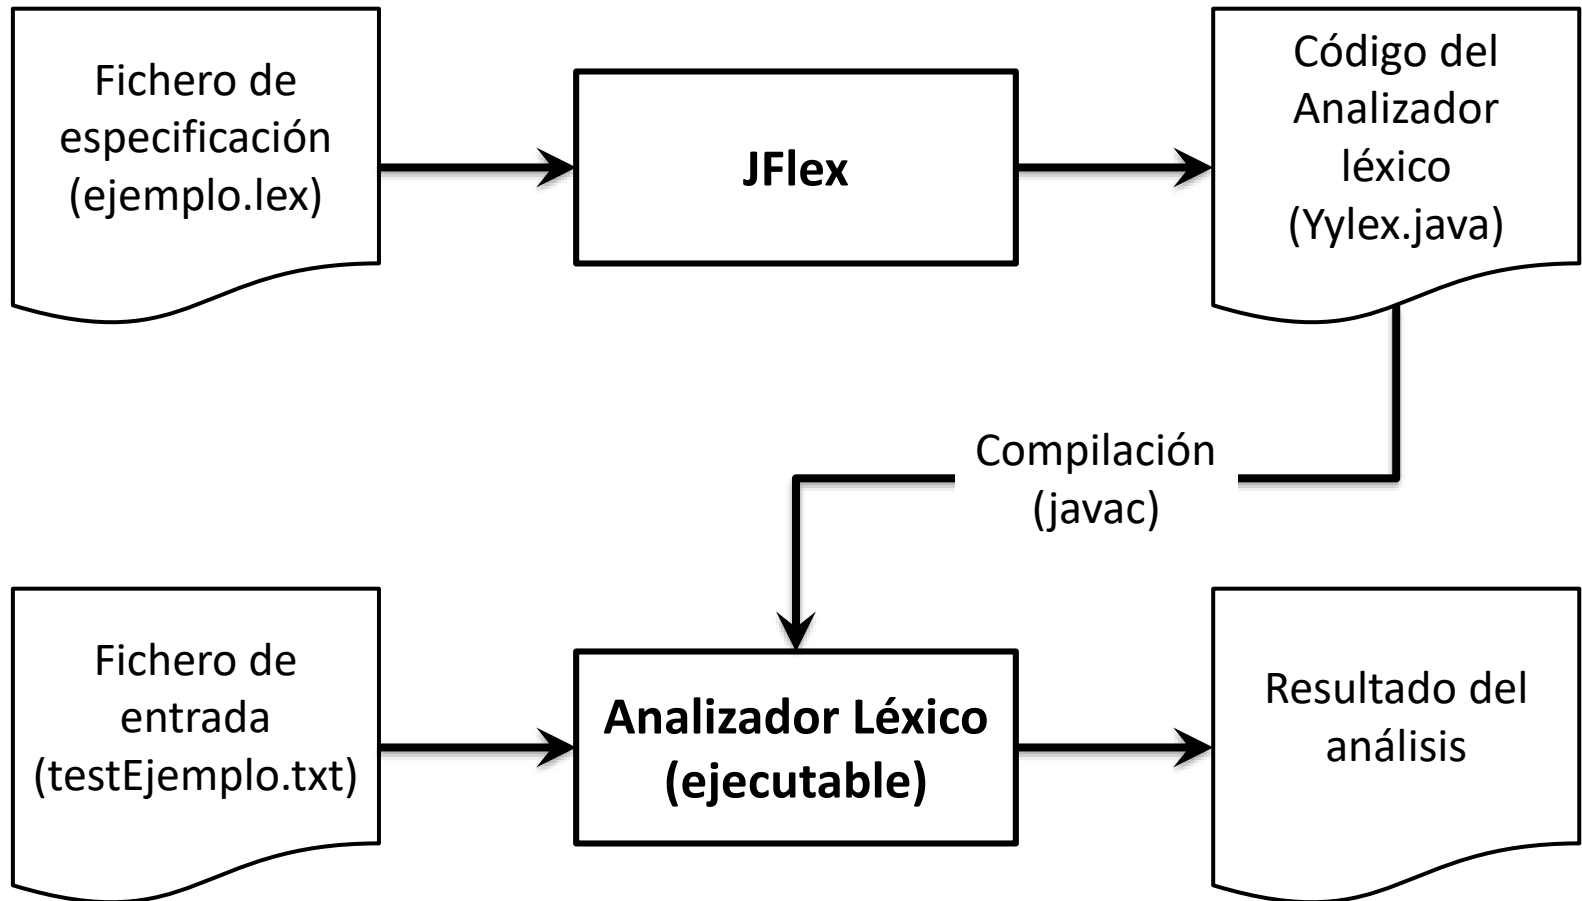 Fichero de
especificación
(ejemplo.lex)
JFlex
Código del
Analizador
léxico
(Yylex.java)
Compilación
(javac)
Fichero de
entrada
(testEjemplo.txt)
Analizador Léxico
(ejecutable)
Resultado del
análisis